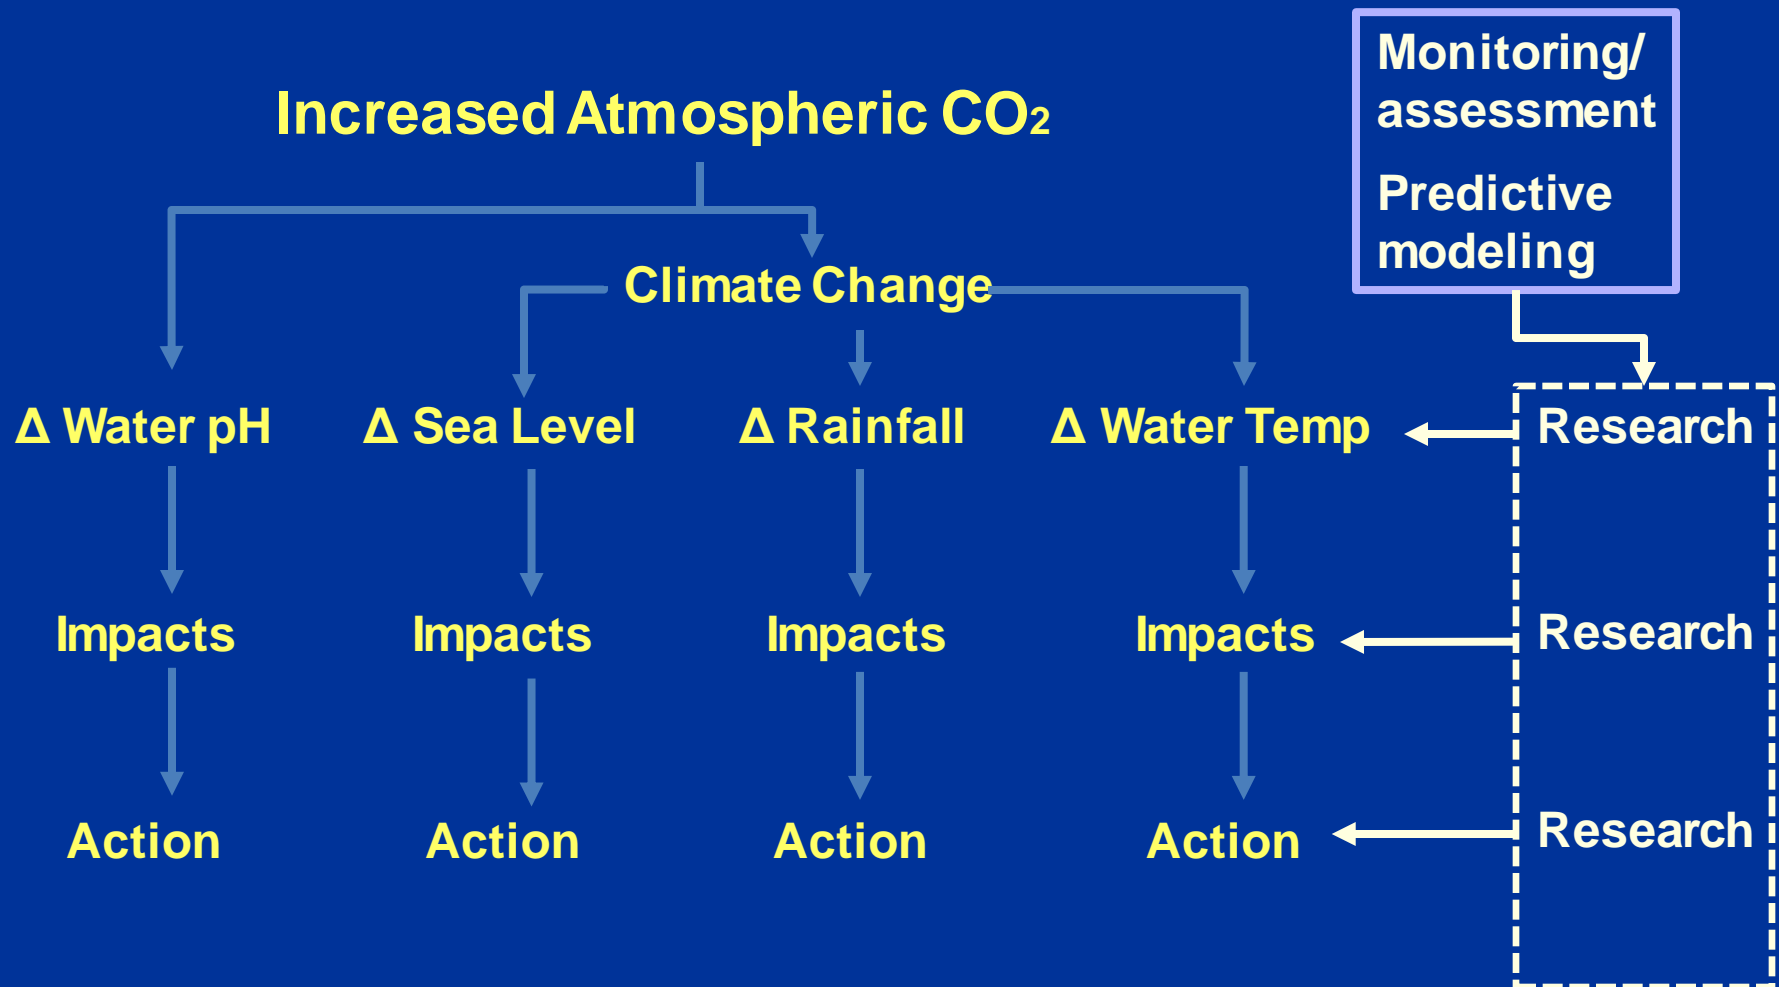 Monitoring/
assessment
Predictive
modeling
Increased Atmospheric CO₂
Climate Change
Δ Water pH
Δ Sea Level
Δ Rainfall
Δ Water Temp
Research
Impacts
Impacts
Impacts
Impacts
Research
Action
Action
Action
Action
Research